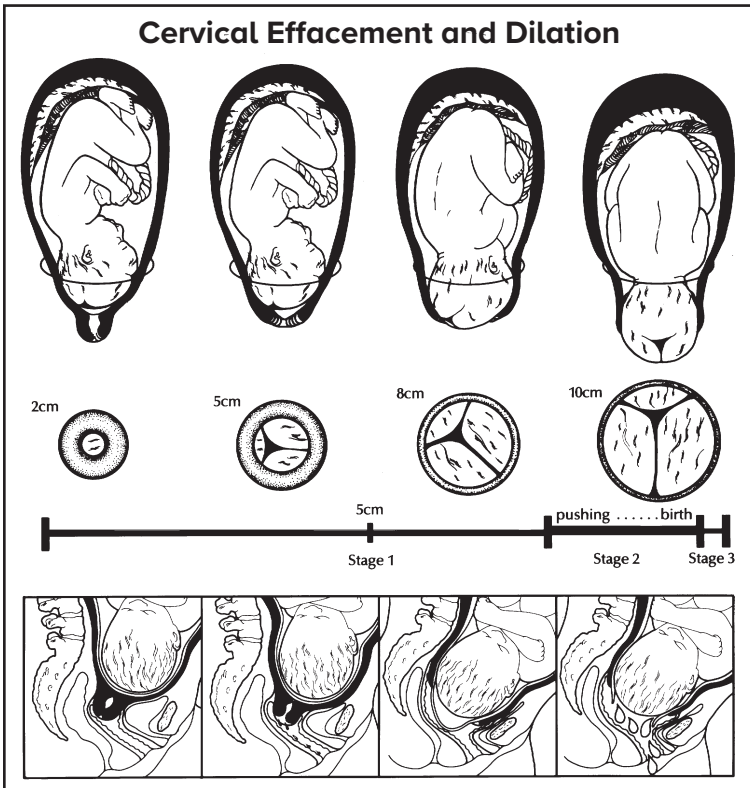 Cervical Effacement and Dilation
2cm
5cm
8cm
10cm
5cm
pushing ...... birth
Stage 1
Stage 2
Stage 3